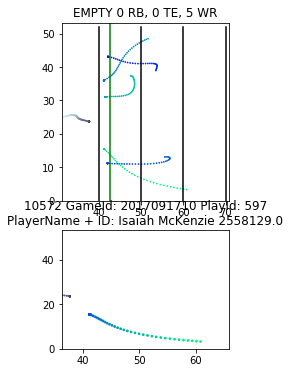 EMPTY 0 RB, 0 TE, 5 WR
50
40
30
20
10
0
40 50 60 70
10572 GameId: 2017091710 PlayId: 597
PlayerName + ID: Isaiah McKenzie 2558129.0
40
20
0
40 50 60